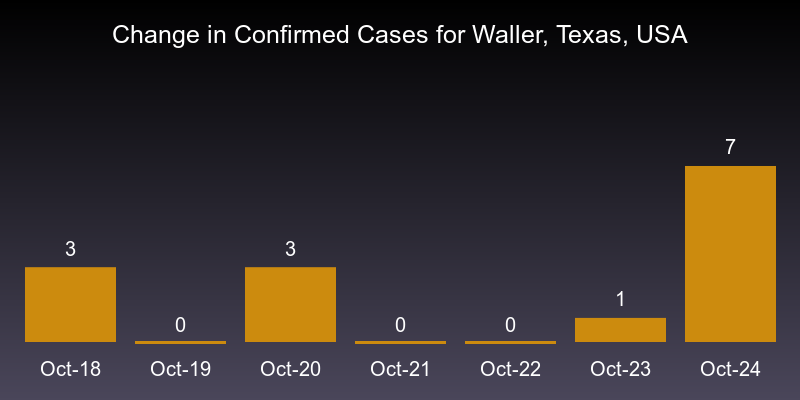 Change in Confirmed Cases for Waller, Texas, USA
7
3
3
1
0
0
0
Oct-18
Oct-19
Oct-20
Oct-21
Oct-22
Oct-23
Oct-24